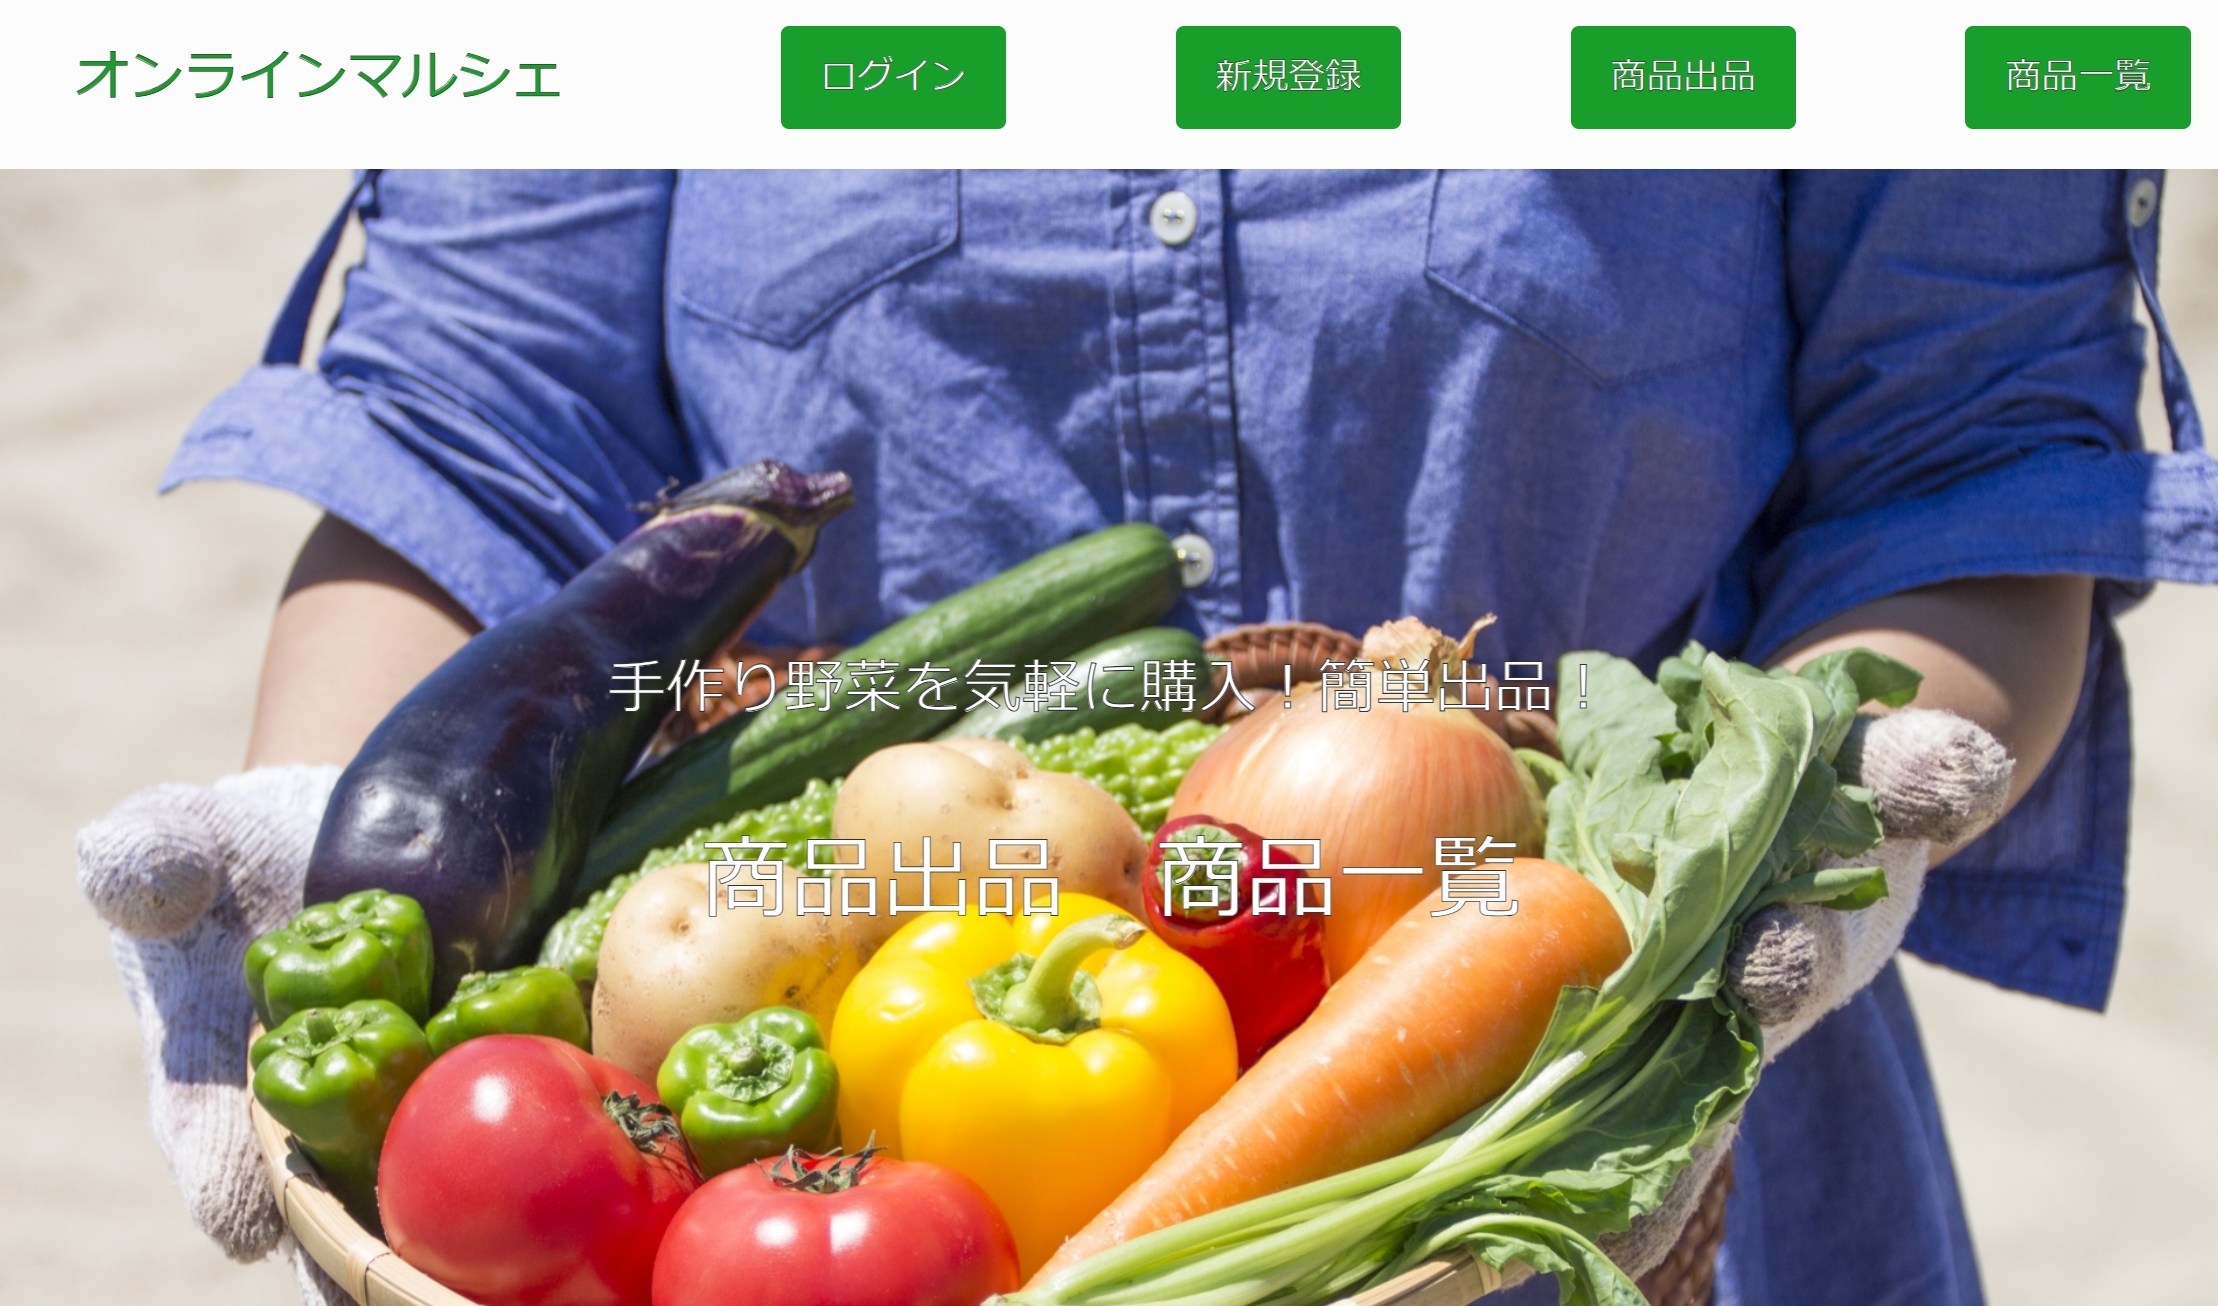 オンラインマルシェ ログイン 新規登録 商品出品 商品一覧
手作り野菜を気軽に購入！簡単出品！
商品出品 商品一覧